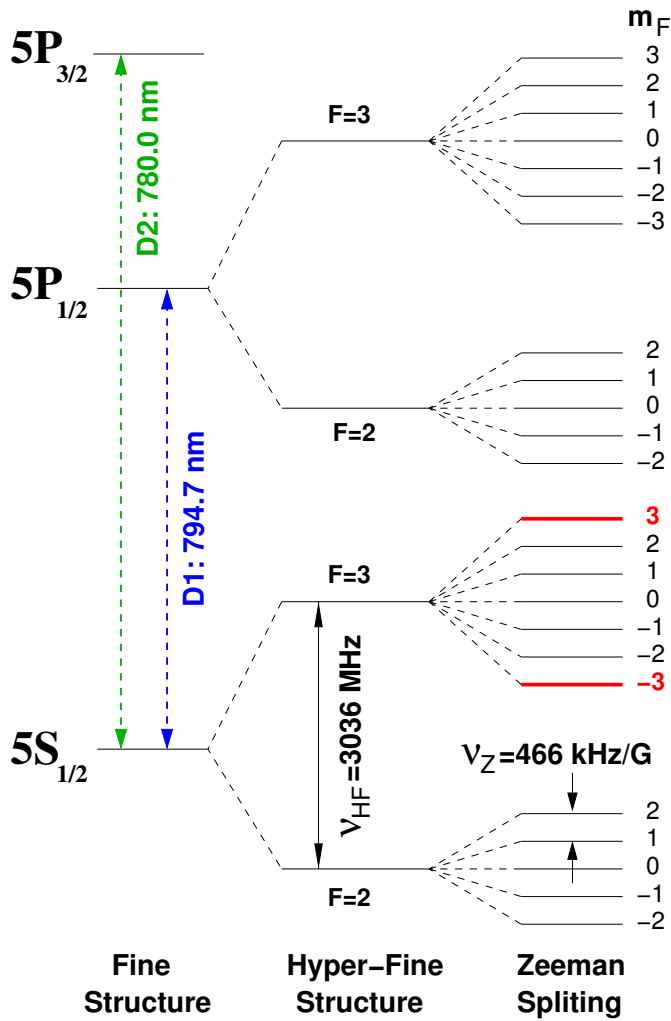 m_F
5P_3/2
3
2
1
0
−1
−2
−3
F=3
D2: 780.0 nm
5P_1/2
D1: 794.7 nm
2
1
0
−1
−2
F=2
3
2
1
0
−1
−2
−3
F=3
ν_HF=3036 MHz
5S_1/2
ν_Z=466 kHz/G
2
1
0
−1
−2
F=2
Fine
Structure
Hyper−Fine
Structure
Zeeman
Spliting